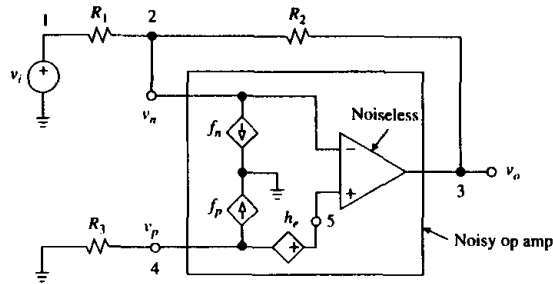 1
R1
2
R2
vi
+
vn
fn
Noiseless
−
+
fp
3
vo
R3
vp
4
he
+
5
Noisy op amp